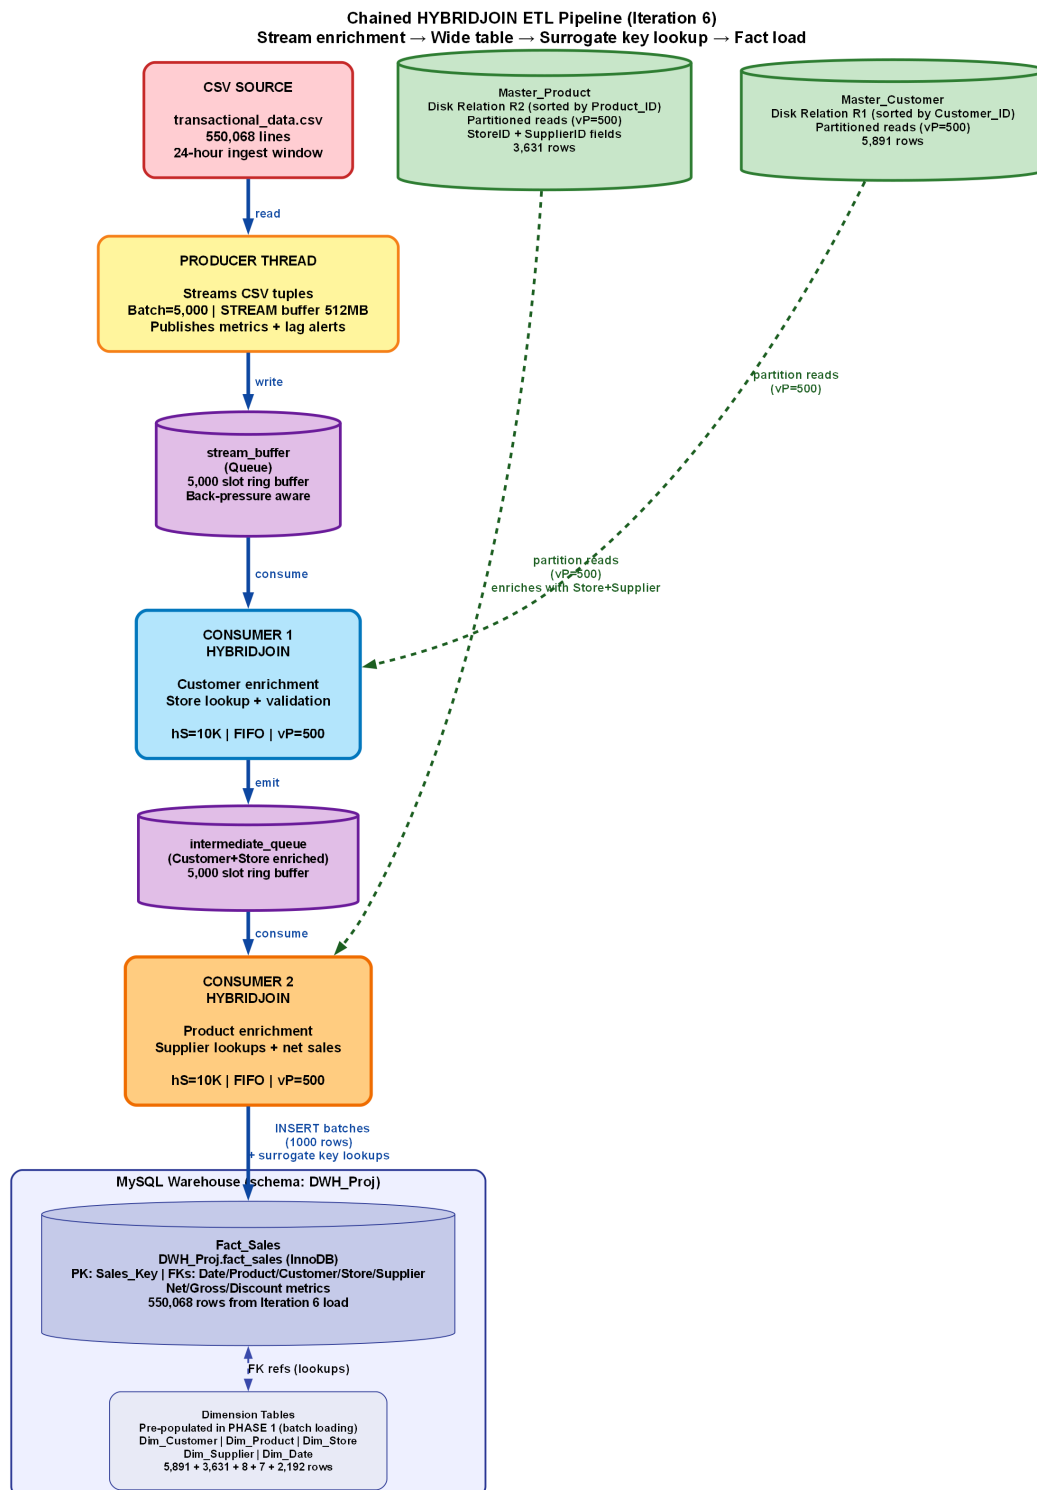 Chained HYBRIDJOIN ETL Pipeline (Iteration 6)
Stream enrichment → Wide table → Surrogate key lookup → Fact load
CSV SOURCE
transactional_data.csv
550,068 lines
24-hour ingest window
Master_Product
Disk Relation R2 (sorted by Product_ID)
Partitioned reads (vP=500)
StoreID + SupplierID fields
3,631 rows
Master_Customer
Disk Relation R1 (sorted by Customer_ID)
Partitioned reads (vP=500)
5,891 rows
read
PRODUCER THREAD
Streams CSV tuples
Batch=5,000 | STREAM buffer 512MB
Publishes metrics + lag alerts
write
partition reads
(vP=500)
stream_buffer
(Queue)
5,000 slot ring buffer
Back-pressure aware
consume
partition reads
(vP=500)
enriches with Store+Supplier
CONSUMER 1
HYBRIDJOIN
Customer enrichment
Store lookup + validation
hS=10K | FIFO | vP=500
emit
intermediate_queue
(Customer+Store enriched)
5,000 slot ring buffer
consume
CONSUMER 2
HYBRIDJOIN
Product enrichment
Supplier lookups + net sales
hS=10K | FIFO | vP=500
INSERT batches
(1000 rows)
+ surrogate key lookups
MySQL Warehouse (schema: DWH_Proj)
Fact_Sales
DWH_Proj.fact_sales (InnoDB)
PK: Sales_Key | FKs: Date/Product/Customer/Store/Supplier
Net/Gross/Discount metrics
550,068 rows from Iteration 6 load
FK refs (lookups)
Dimension Tables
Pre-populated in PHASE 1 (batch loading)
Dim_Customer | Dim_Product | Dim_Store
Dim_Supplier | Dim_Date
5,891 + 3,631 + 8 + 7 + 2,192 rows